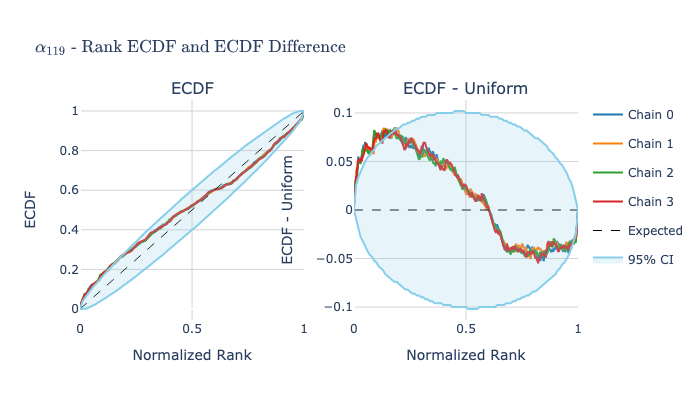 α₁₁₉ - Rank ECDF and ECDF Difference
ECDF
ECDF - Uniform
1
0.8
0.6
0.4
0.2
0
ECDF
0
0.5
1
Normalized Rank
0.1
0.05
0
−0.05
−0.1
ECDF - Uniform
0
0.5
1
Normalized Rank
Chain 0
Chain 1
Chain 2
Chain 3
Expected
95% CI